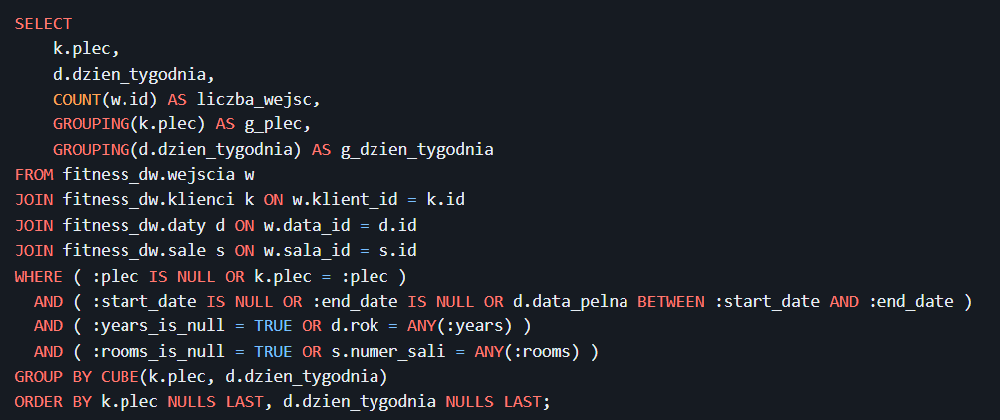 SELECT
    k.plec,
    d.dzien_tygodnia,
    COUNT(w.id) AS liczba_wejsc,
    GROUPING(k.plec) AS g_plec,
    GROUPING(d.dzien_tygodnia) AS g_dzien_tygodnia
FROM fitness_dw.wejscia w
JOIN fitness_dw.klienci k ON w.klient_id = k.id
JOIN fitness_dw.daty d ON w.data_id = d.id
JOIN fitness_dw.sale s ON w.sala_id = s.id
WHERE ( :plec IS NULL OR k.plec = :plec )
  AND ( :start_date IS NULL OR :end_date IS NULL OR d.data_pelna BETWEEN :start_date AND :end_date )
  AND ( :years_is_null = TRUE OR d.rok = ANY(:years) )
  AND ( :rooms_is_null = TRUE OR s.numer_sali = ANY(:rooms) )
GROUP BY CUBE(k.plec, d.dzien_tygodnia)
ORDER BY k.plec NULLS LAST, d.dzien_tygodnia NULLS LAST;